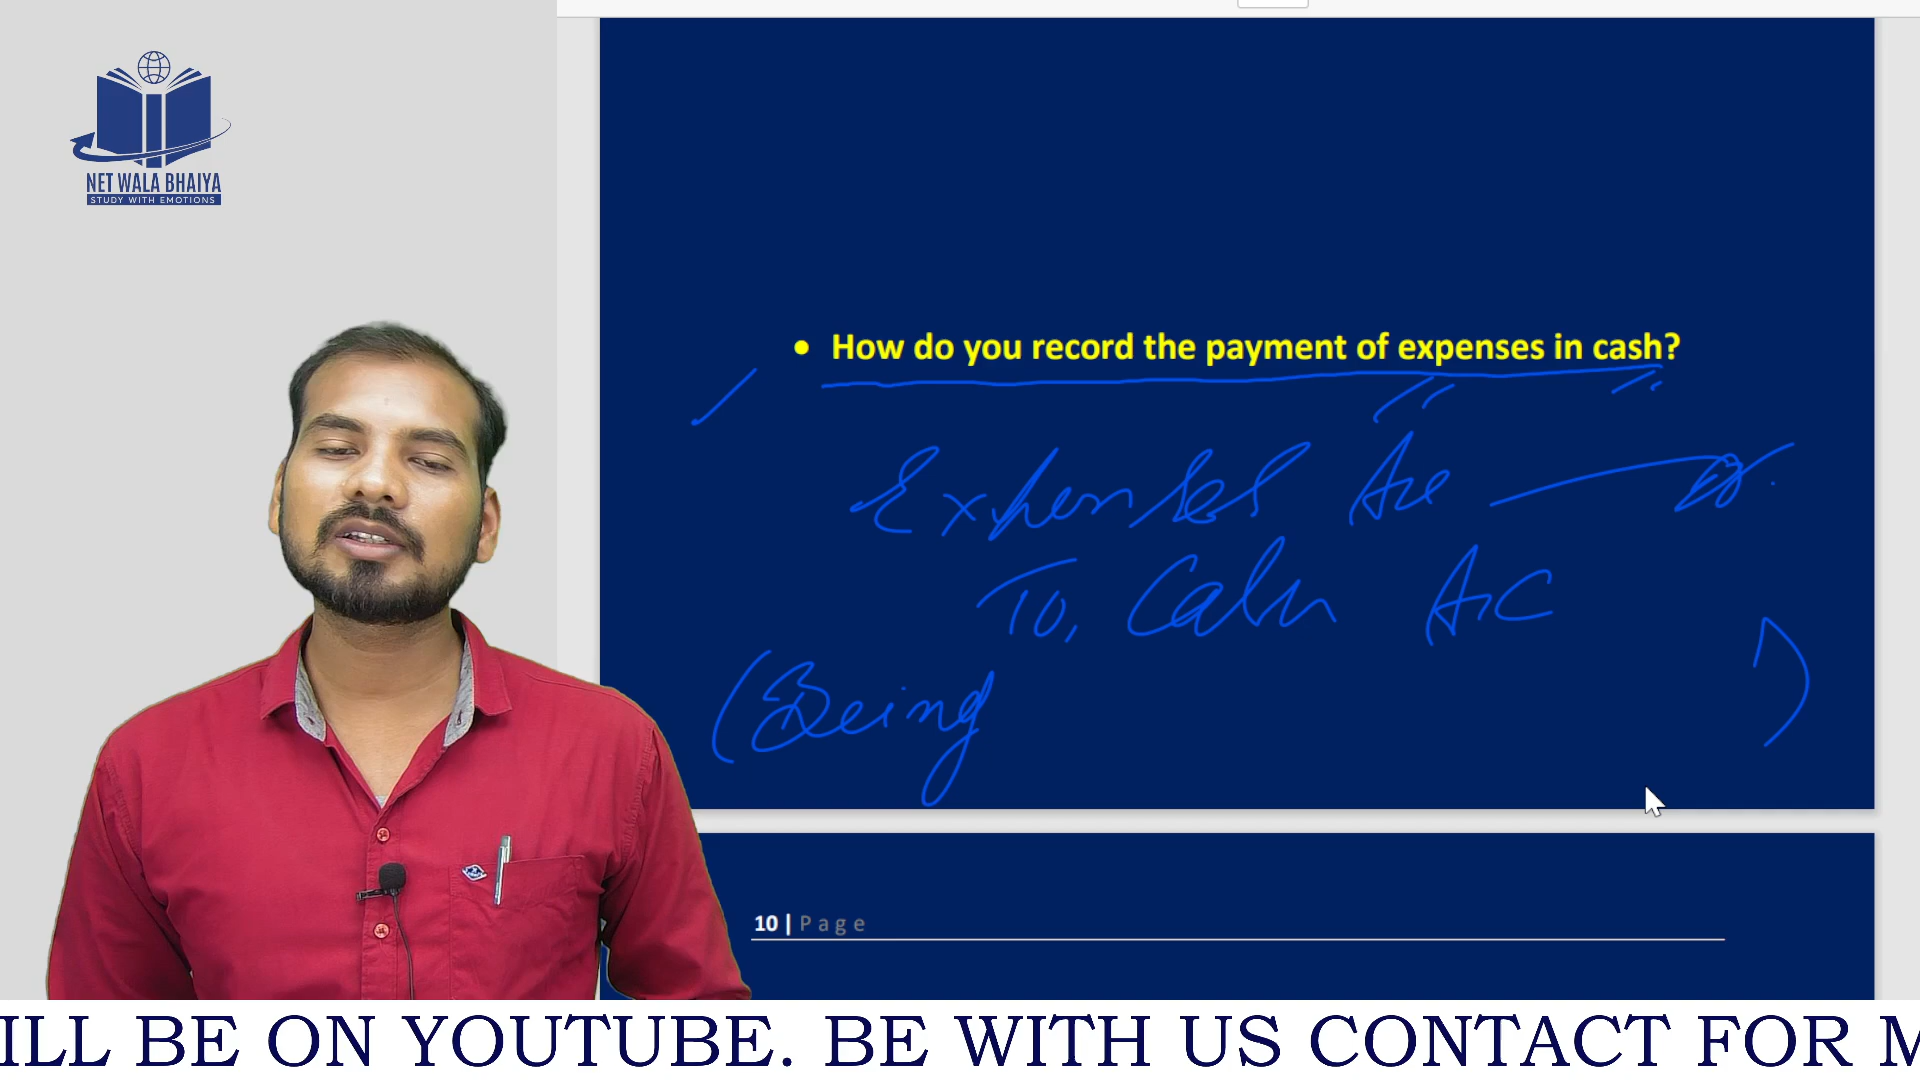 NET WALA BHAIYA
STUDY WITH EMOTIONS
• How do you record the payment of expenses in cash?
Expenses A/c — Dr.
To, Cash A/C
(Being )
10 | Page
ILL BE ON YOUTUBE. BE WITH US CONTACT FOR M